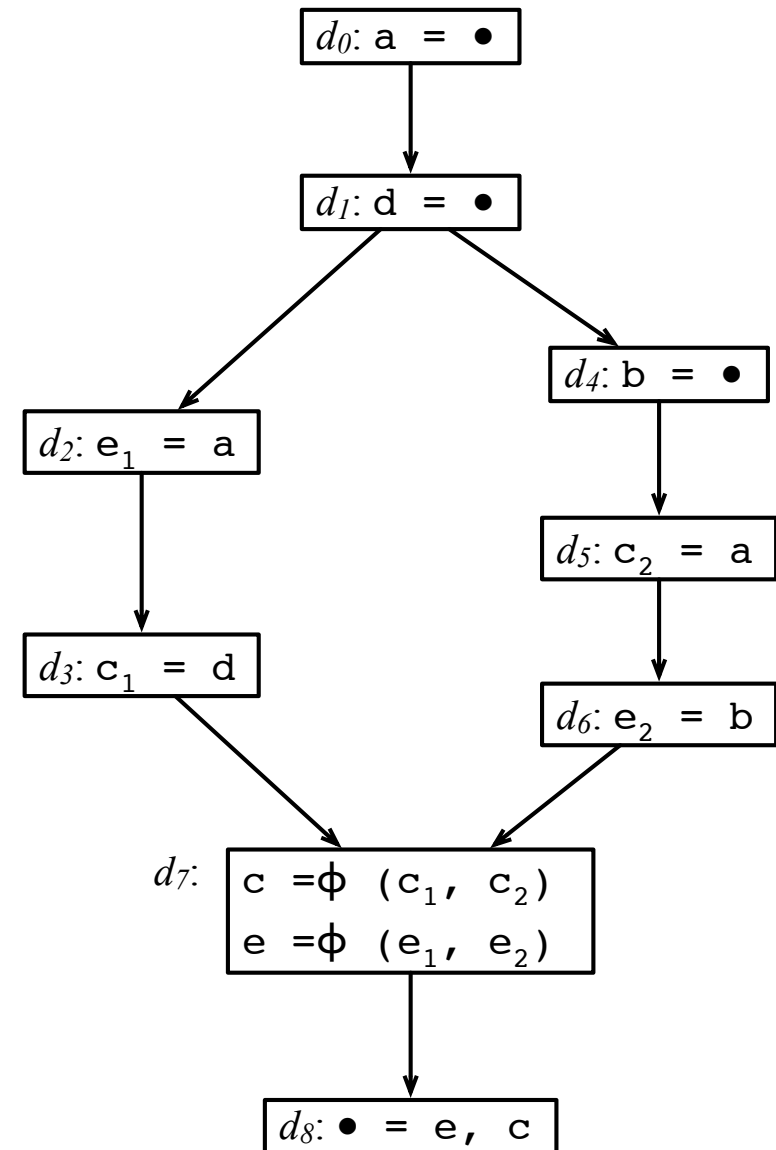 d0: a = ●
d1: d = ●
d4: b = ●
d2: e1 = a
d5: c2 = a
d3: c1 = d
d6: e2 = b
d7:
c =ϕ (c1, c2)
e =ϕ (e1, e2)
d8: ● = e, c